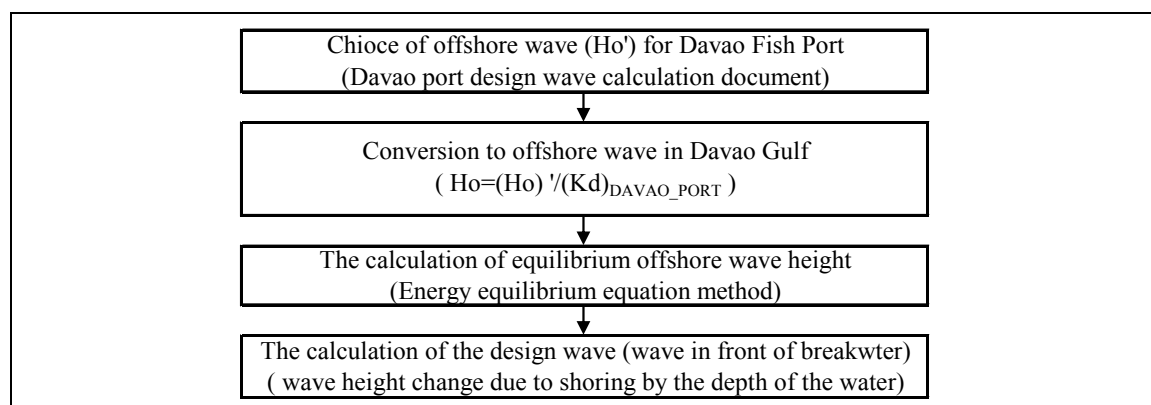 Chioce of offshore wave (Ho') for Davao Fish Port
(Davao port design wave calculation document)
Conversion to offshore wave in Davao Gulf
( Ho=(Ho) '/(Kd)DAVAO_PORT )
The calculation of equilibrium offshore wave height
(Energy equilibrium equation method)
The calculation of the design wave (wave in front of breakwter)
( wave height change due to shoring by the depth of the water)